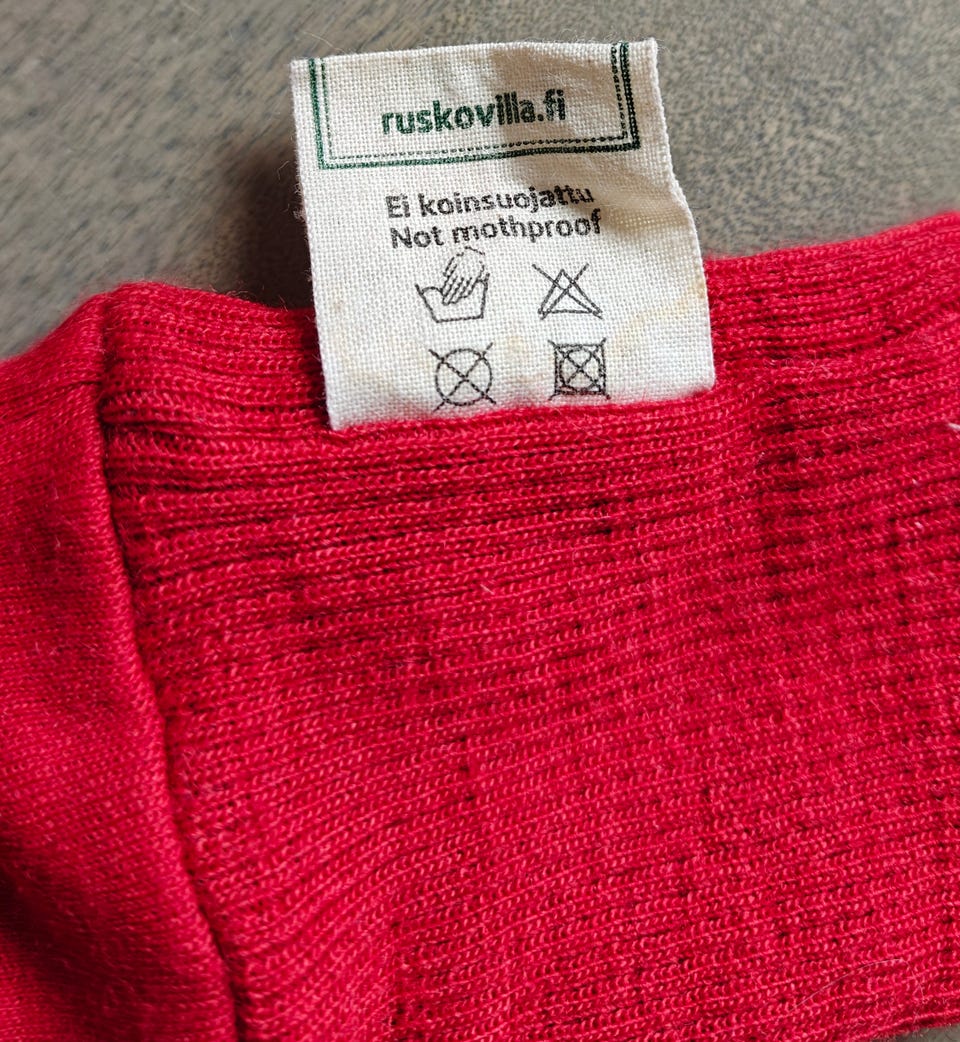 ruskovilla.fi
Ei koinsuojattu
Not mothproof